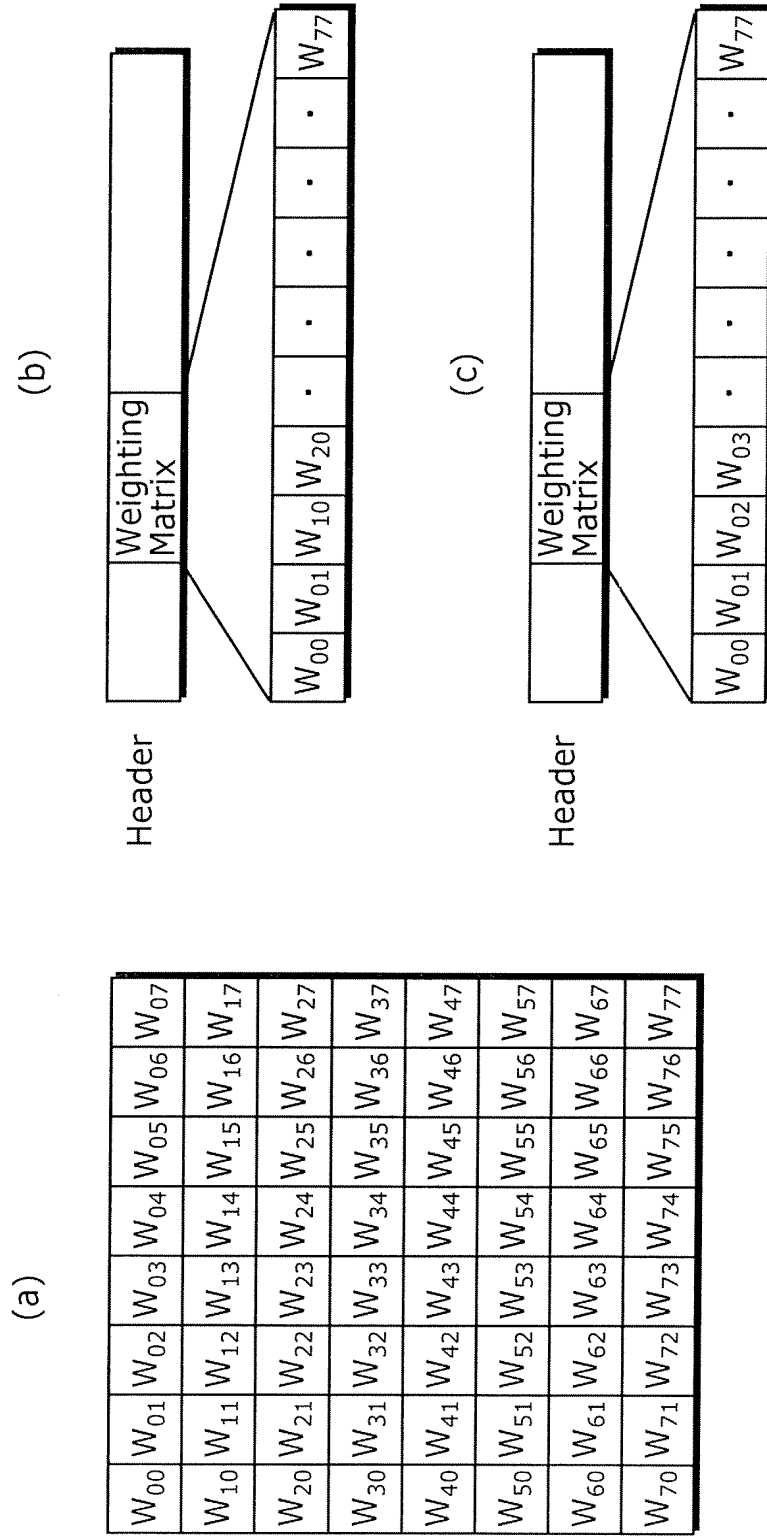 (a)
W00 W01 W02 W03 W04 W05 W06 W07
W10 W11 W12 W13 W14 W15 W16 W17
W20 W21 W22 W23 W24 W25 W26 W27
W30 W31 W32 W33 W34 W35 W36 W37
W40 W41 W42 W43 W44 W45 W46 W47
W50 W51 W52 W53 W54 W55 W56 W57
W60 W61 W62 W63 W64 W65 W66 W67
W70 W71 W72 W73 W74 W75 W76 W77
(b)
Header
Weighting
Matrix
W00 W01 W10 W20 . . . . . W77
(c)
Header
Weighting
Matrix
W00 W01 W02 W03 . . . . . W77